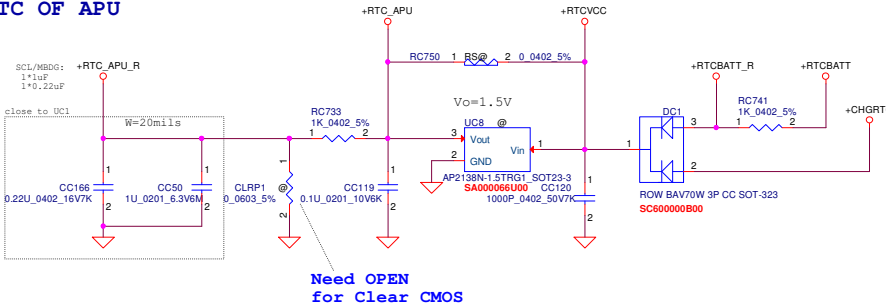 TC OF APU
+RTC_APU
+RTCVCC
RC750 1 RS@ 2 0_0402_5%
SCL/MBDG:
1*1uF
1*0.22uF
+RTC_APU_R
+RTCBATT_R
+RTCBATT
close to UC1
W=20mils
RC733
1K_0402_5%
1 2
Vo=1.5V
UC8 @
3 Vout
2 GND
Vin 1
AP2138N-1.5TRG1_SOT23-3
SA000066U00
DC1
1
3
2
RC741
1K_0402_5%
1 2
+CHGRT
ROW BAV70W 3P CC SOT-323
SC600000B00
1
CC166
0.22U_0402_16V7K
2
1
CC50
1U_0201_6.3V6M
2
1
CLRP1 @
0_0603_5%
2
1
CC119
0.1U_0201_10V6K
2
1
CC120
1000P_0402_50V7K
2
Need OPEN
for Clear CMOS